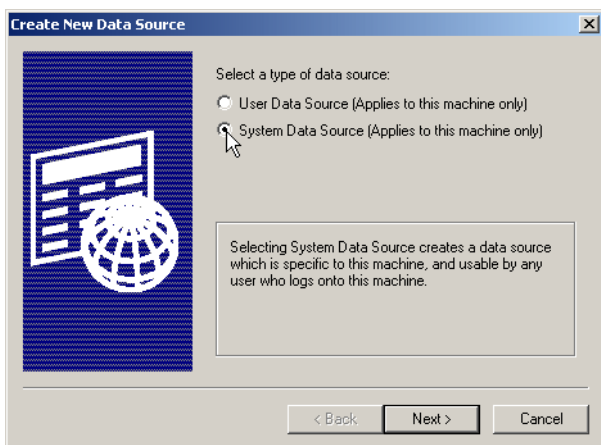 Create New Data Source
Select a type of data source:
User Data Source (Applies to this machine only)
System Data Source (Applies to this machine only)
Selecting System Data Source creates a data source
which is specific to this machine, and usable by any
user who logs onto this machine.
< Back
Next >
Cancel